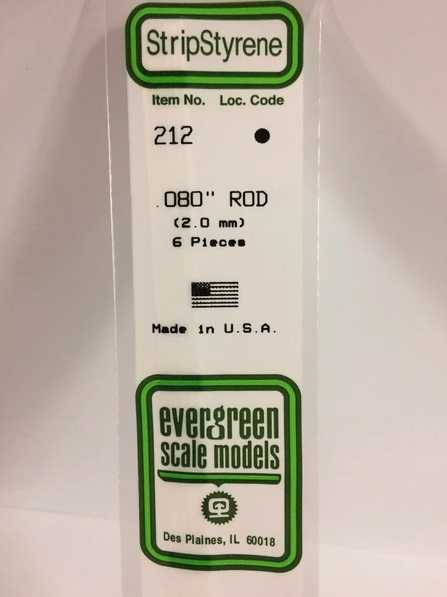 StripStyrene
Item No. Loc. Code
212
.080" ROD
(2.0 mm)
6 Pieces
Made in U.S.A.
evergreen
scale models
Des Plaines, IL 60018